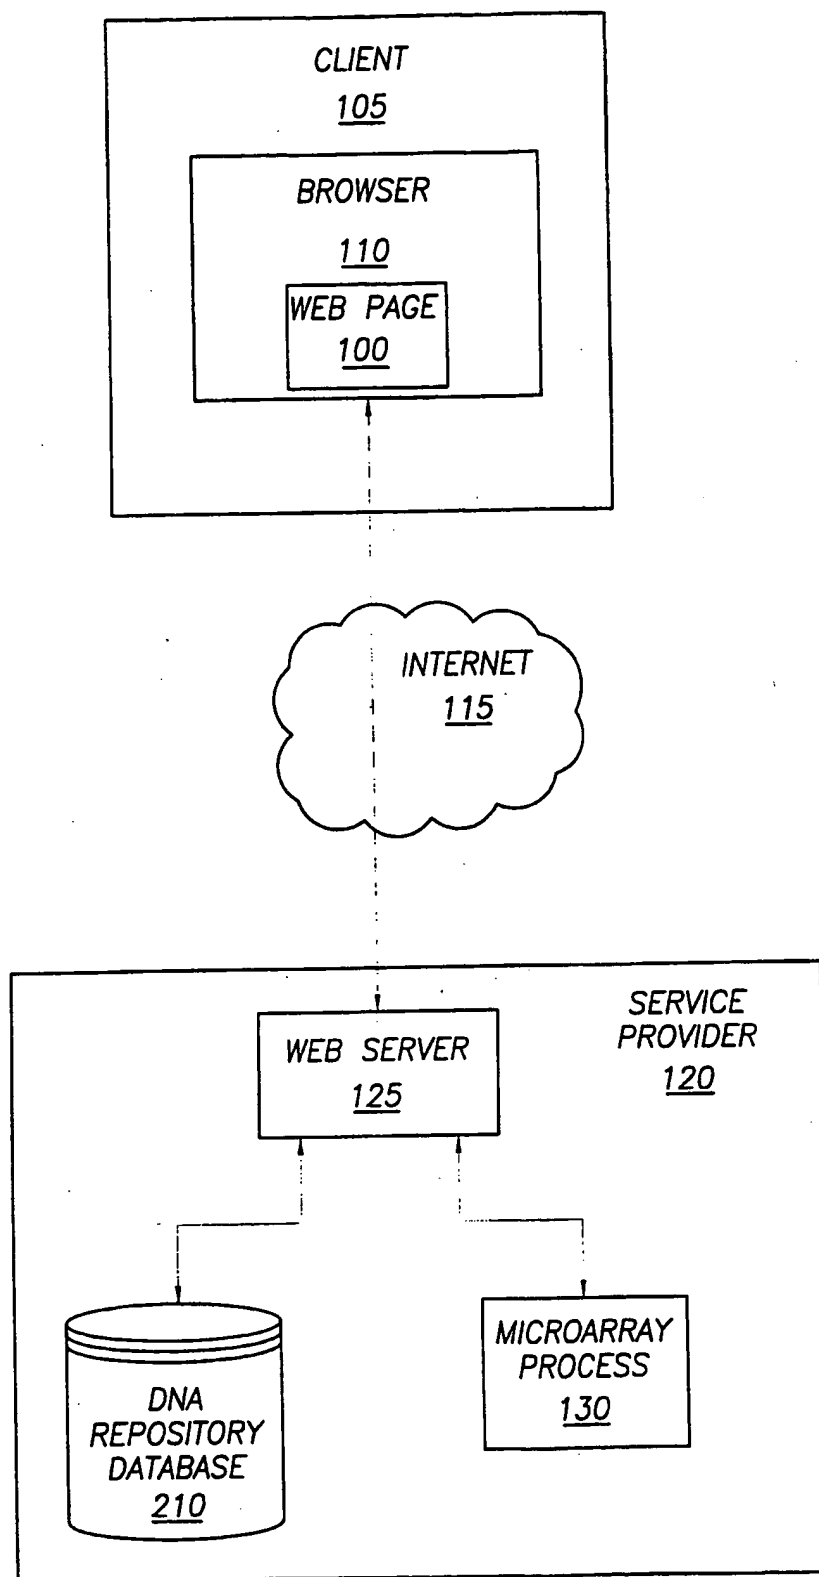 CLIENT
105
BROWSER
110
WEB PAGE
100
INTERNET
115
SERVICE
PROVIDER
120
WEB SERVER
125
DNA
REPOSITORY
DATABASE
210
MICROARRAY
PROCESS
130